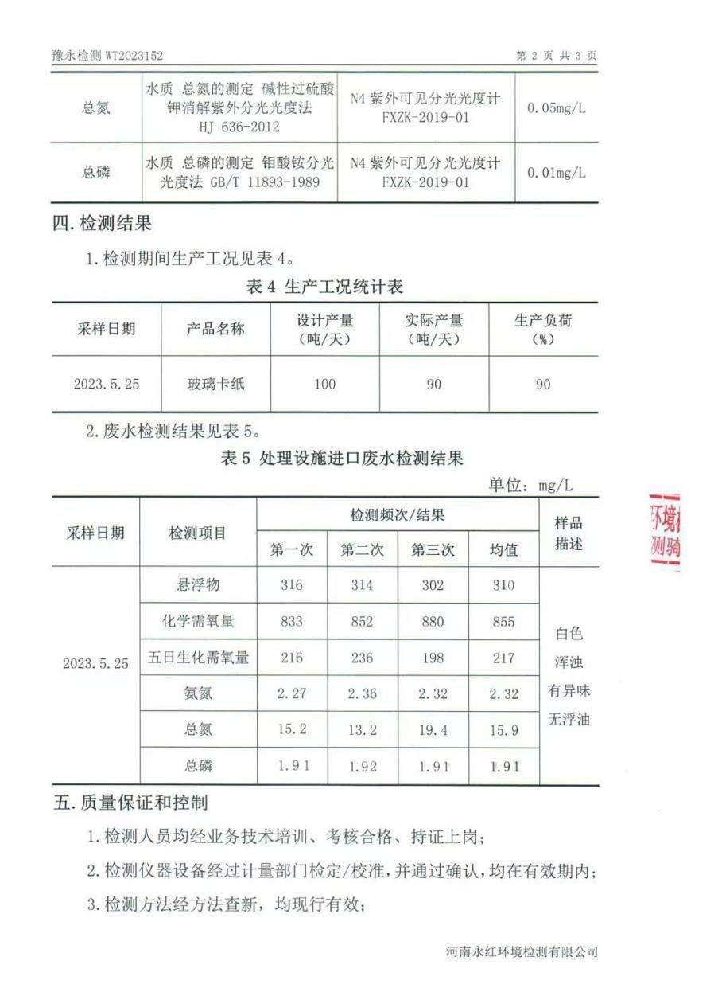 豫永检测 WT2023152
第 2 页 共 3 页
总氮
水质 总氮的测定 碱性过硫酸
钾消解紫外分光光度法
HJ 636-2012
N4 紫外可见分光光度计
FXZK-2019-01
0.05mg/L
总磷
水质 总磷的测定 钼酸铵分光
光度法 GB/T 11893-1989
N4 紫外可见分光光度计
FXZK-2019-01
0.01mg/L
四.检测结果
1.检测期间生产工况见表 4。
表 4 生产工况统计表
采样日期
产品名称
设计产量
(吨/天)
实际产量
(吨/天)
生产负荷
(%)
2023.5.25
玻璃卡纸
100
90
90
2.废水检测结果见表 5。
表 5 处理设施进口废水检测结果
单位: mg/L
采样日期
检测项目
检测频次/结果
样品
描述
第一次
第二次
第三次
均值
2023.5.25
悬浮物
316
314
302
310
化学需氧量
833
852
880
855
五日生化需氧量
216
236
198
217
氨氮
2.27
2.36
2.32
2.32
总氮
15.2
13.2
19.4
15.9
总磷
1.91
1.92
1.91
1.91
白色
浑浊
有异味
无浮油
环境
测骑
五.质量保证和控制
1.检测人员均经业务技术培训、考核合格、持证上岗;
2.检测仪器设备经过计量部门检定/校准,并通过确认,均在有效期内;
3.检测方法经方法查新，均现行有效;
河南永红环境检测有限公司